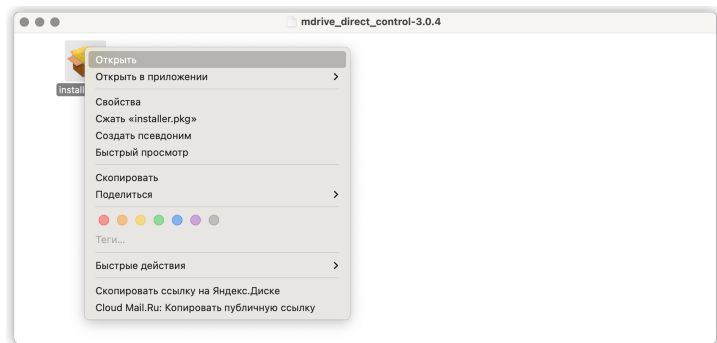 mdrive_direct_control-3.0.4
install
Открыть
Открыть в приложении
Свойства
Сжать «installer.pkg»
Создать псевдоним
Быстрый просмотр
Скопировать
Поделиться
Теги...
Быстрые действия
Скопировать ссылку на Яндекс.Диске
Cloud Mail.Ru: Копировать публичную ссылку